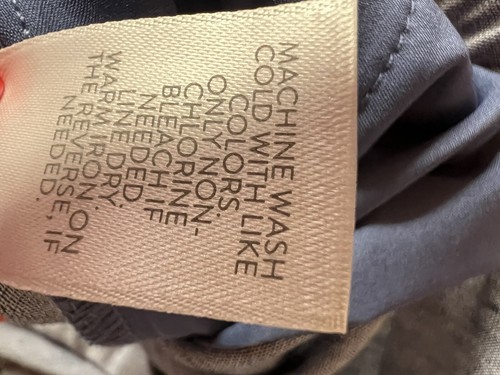 MACHINE WASH
COLD WITH LIKE
COLORS.
ONLY NON-
CHLORINE
BLEACH IF
NEEDED.
LINE DRY.
WARM IRON ON
THE REVERSE, IF
NEEDED.